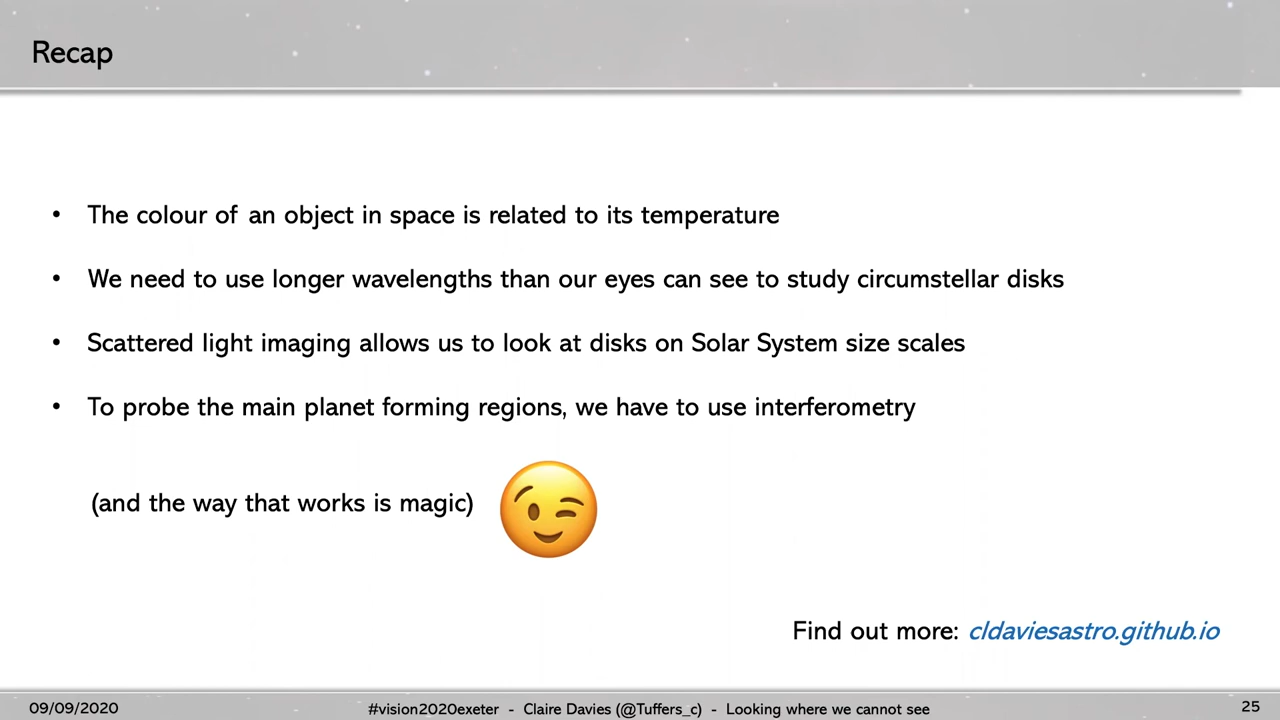 Recap
• The colour of an object in space is related to its temperature
• We need to use longer wavelengths than our eyes can see to study circumstellar disks
• Scattered light imaging allows us to look at disks on Solar System size scales
• To probe the main planet forming regions, we have to use interferometry
(and the way that works is magic)
Find out more: cldaviesastro.github.io
09/09/2020
#vision2020exeter - Claire Davies (@Tuffers_c) - Looking where we cannot see
25